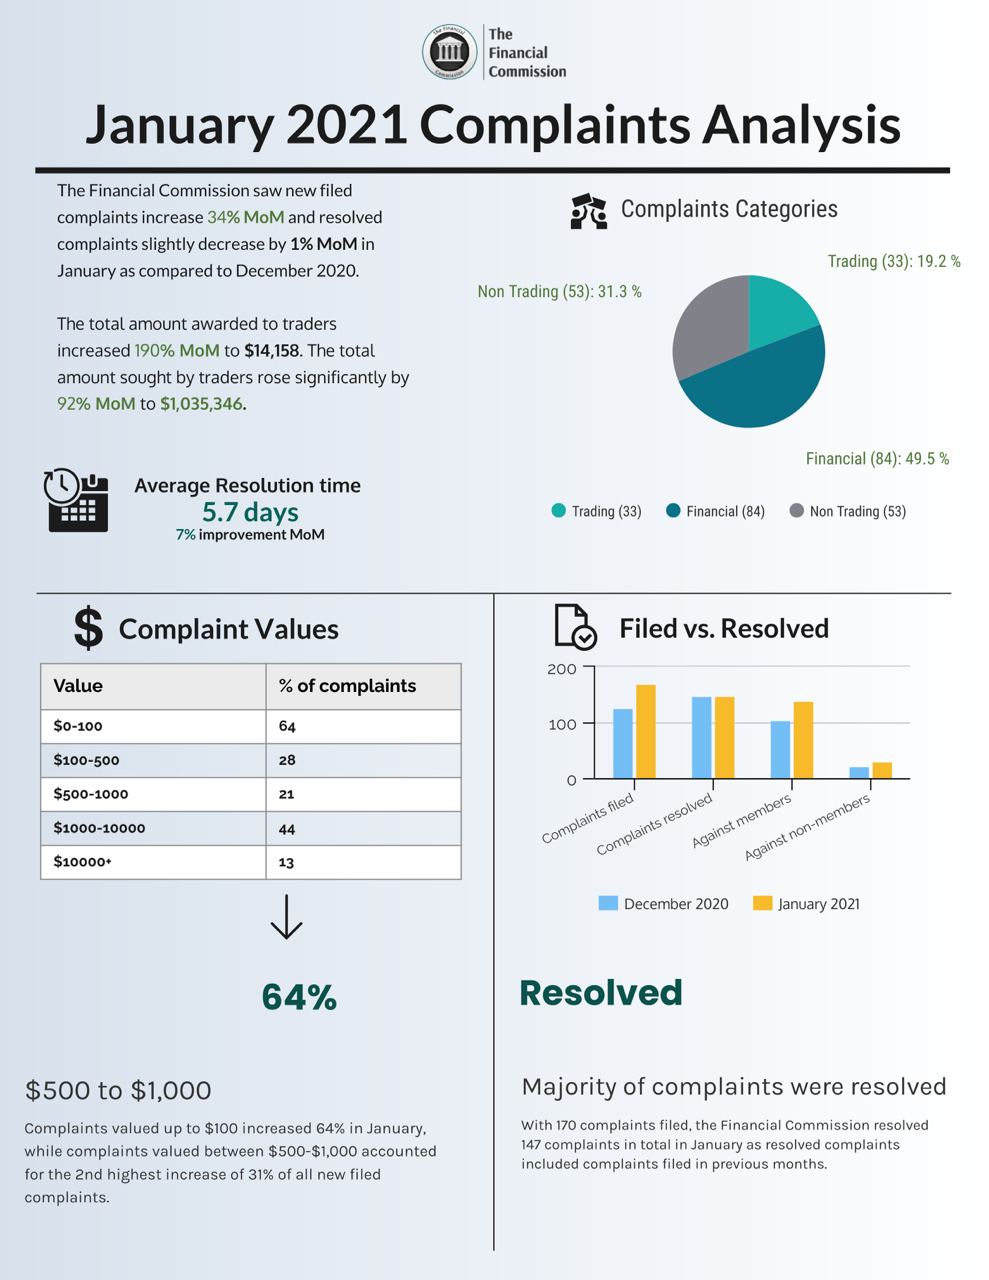 The Financial
Commission
The
Financial
Commission
January 2021 Complaints Analysis
The Financial Commission saw new filed
complaints increase 34% MoM and resolved
complaints slightly decrease by 1% MoM in
January as compared to December 2020.
The total amount awarded to traders
increased 190% MoM to $14,158. The total
amount sought by traders rose significantly by
92% MoM to $1,035,346.
Average Resolution time
5.7 days
7% improvement MoM
Complaints Categories
Trading (33): 19.2 %
Non Trading (53): 31.3 %
Financial (84): 49.5 %
Trading (33) Financial (84) Non Trading (53)
$ Complaint Values
Value % of complaints
$0-100 64
$100-500 28
$500-1000 21
$1000-10000 44
$10000+ 13
64%
$500 to $1,000
Complaints valued up to $100 increased 64% in January,
while complaints valued between $500-$1,000 accounted
for the 2nd highest increase of 31% of all new filed
complaints.
Filed vs. Resolved
200
100
0
Complaints filed
Complaints resolved
Against members
Against non-members
December 2020 January 2021
Resolved
Majority of complaints were resolved
With 170 complaints filed, the Financial Commission resolved
147 complaints in total in January as resolved complaints
included complaints filed in previous months.